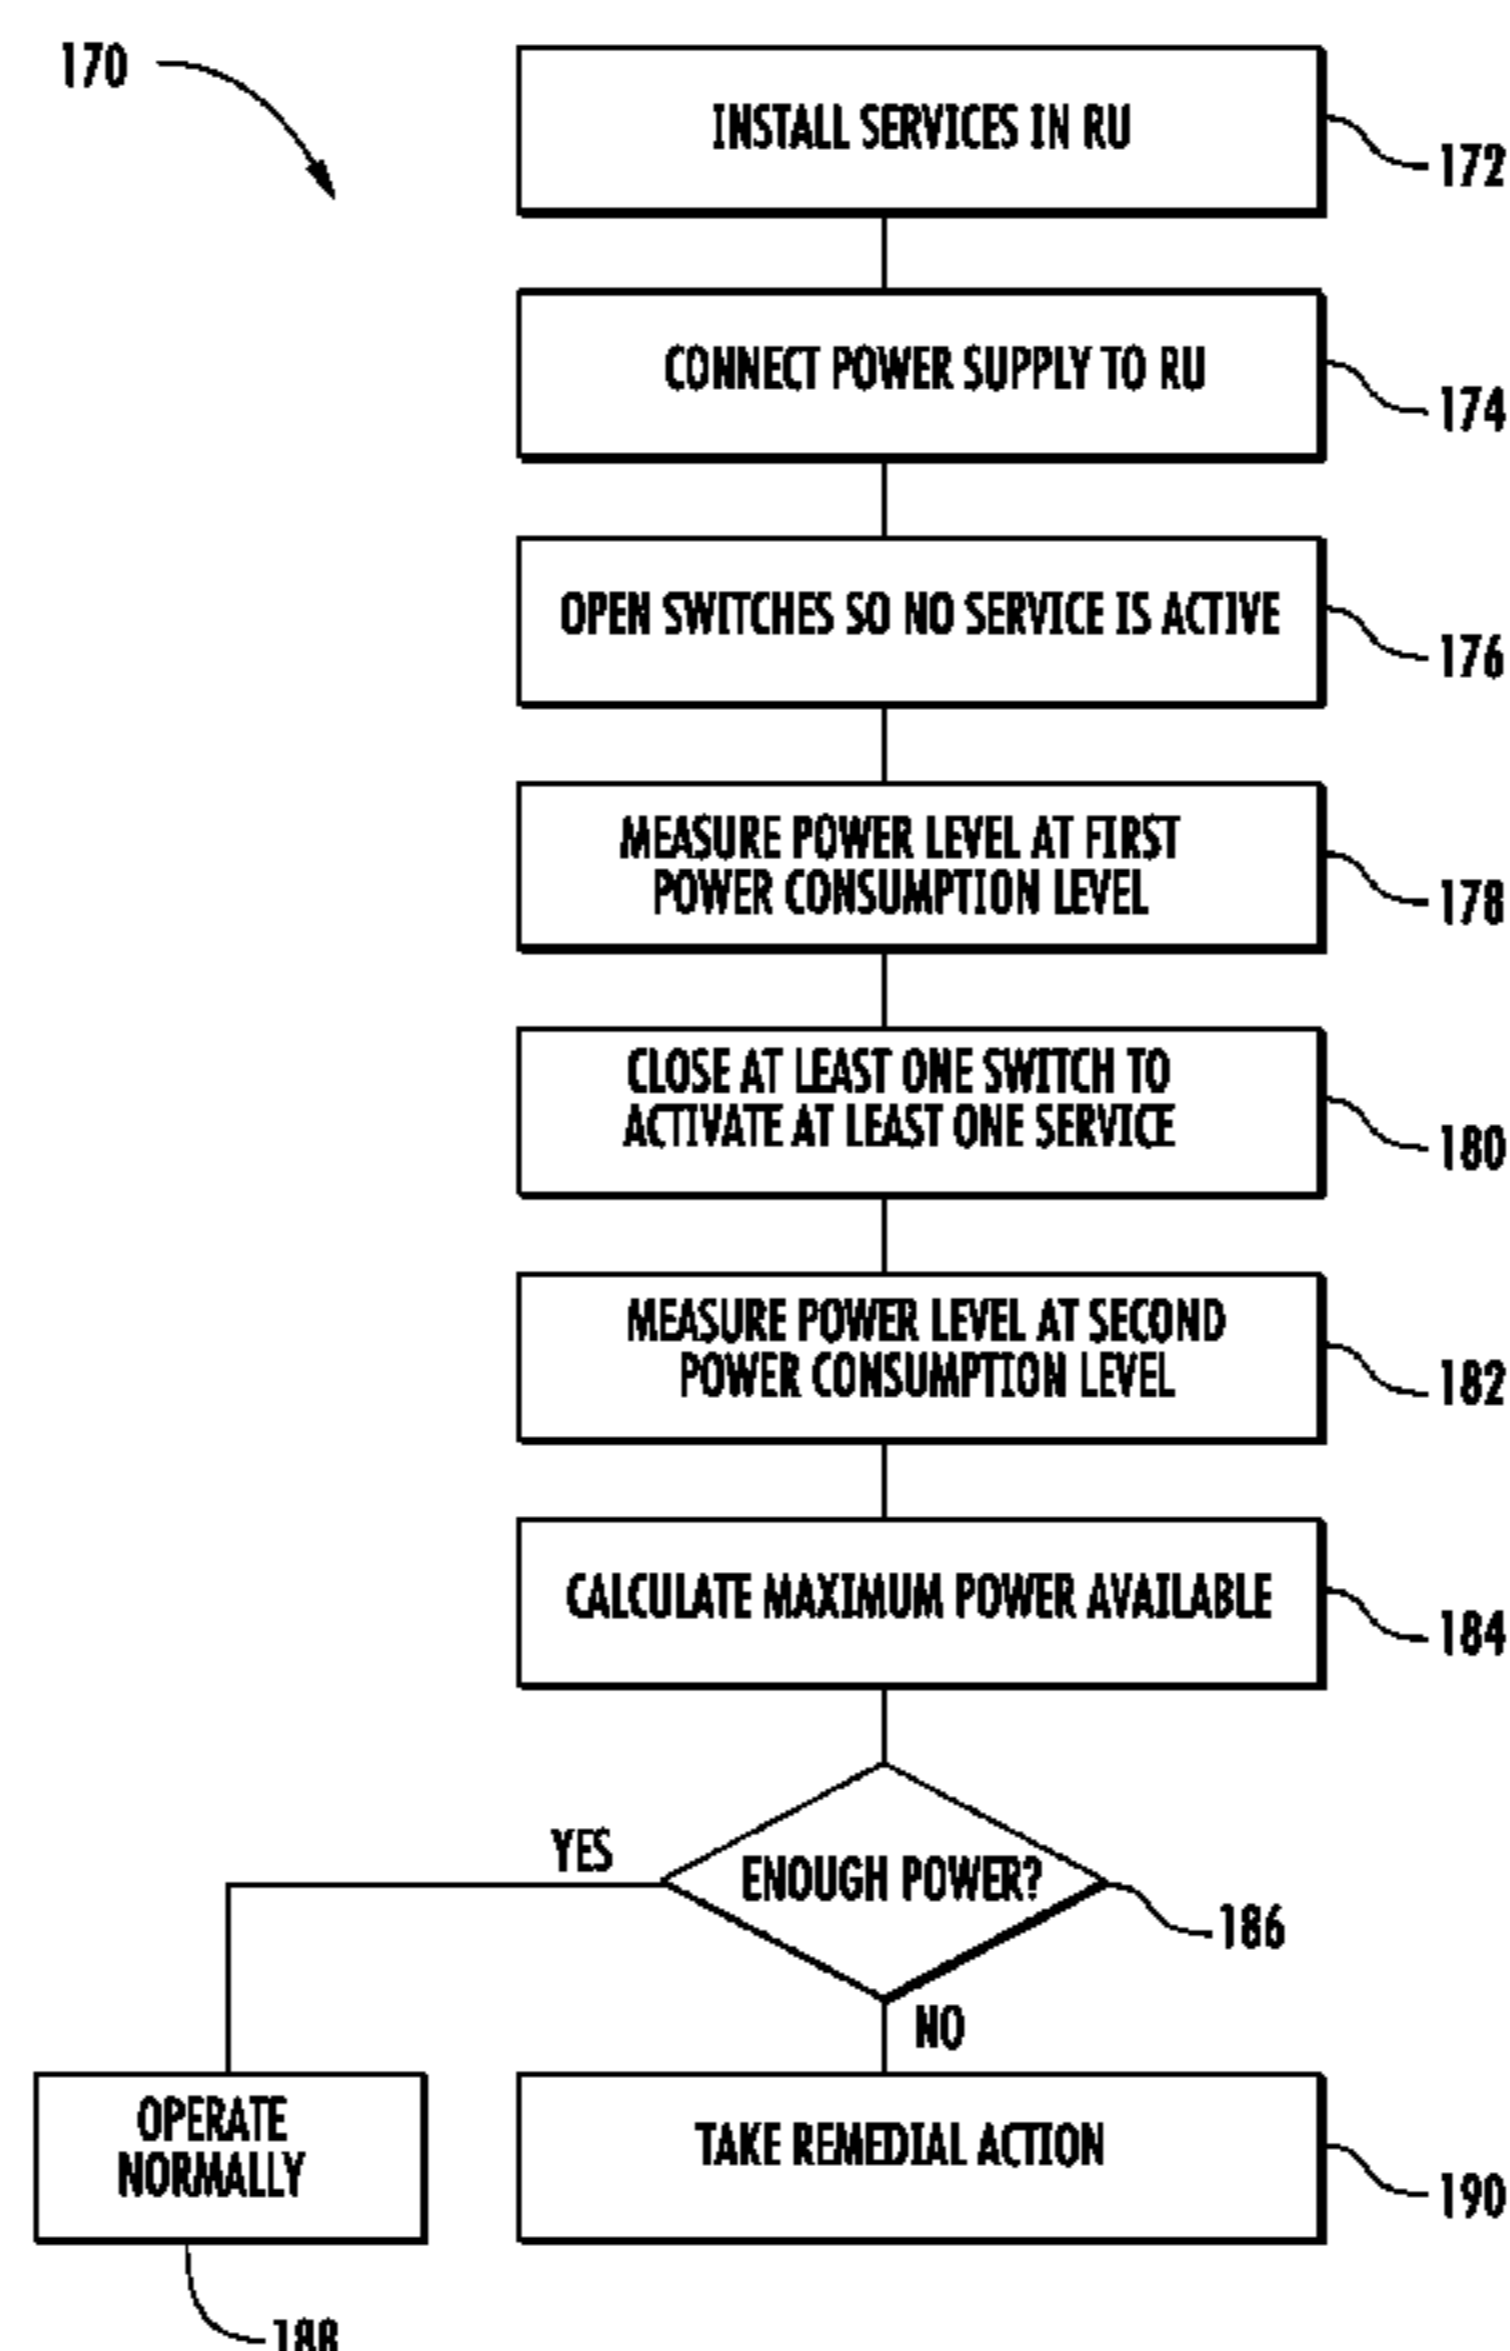 170
INSTALL SERVICES IN RU
172
CONNECT POWER SUPPLY TO RU
174
OPEN SWITCHES SO NO SERVICE IS ACTIVE
176
MEASURE POWER LEVEL AT FIRST
POWER CONSUMPTION LEVEL
178
CLOSE AT LEAST ONE SWITCH TO
ACTIVATE AT LEAST ONE SERVICE
180
MEASURE POWER LEVEL AT SECOND
POWER CONSUMPTION LEVEL
182
CALCULATE MAXIMUM POWER AVAILABLE
184
YES
ENOUGH POWER?
186
NO
OPERATE
NORMALLY
TAKE REMEDIAL ACTION
190
188